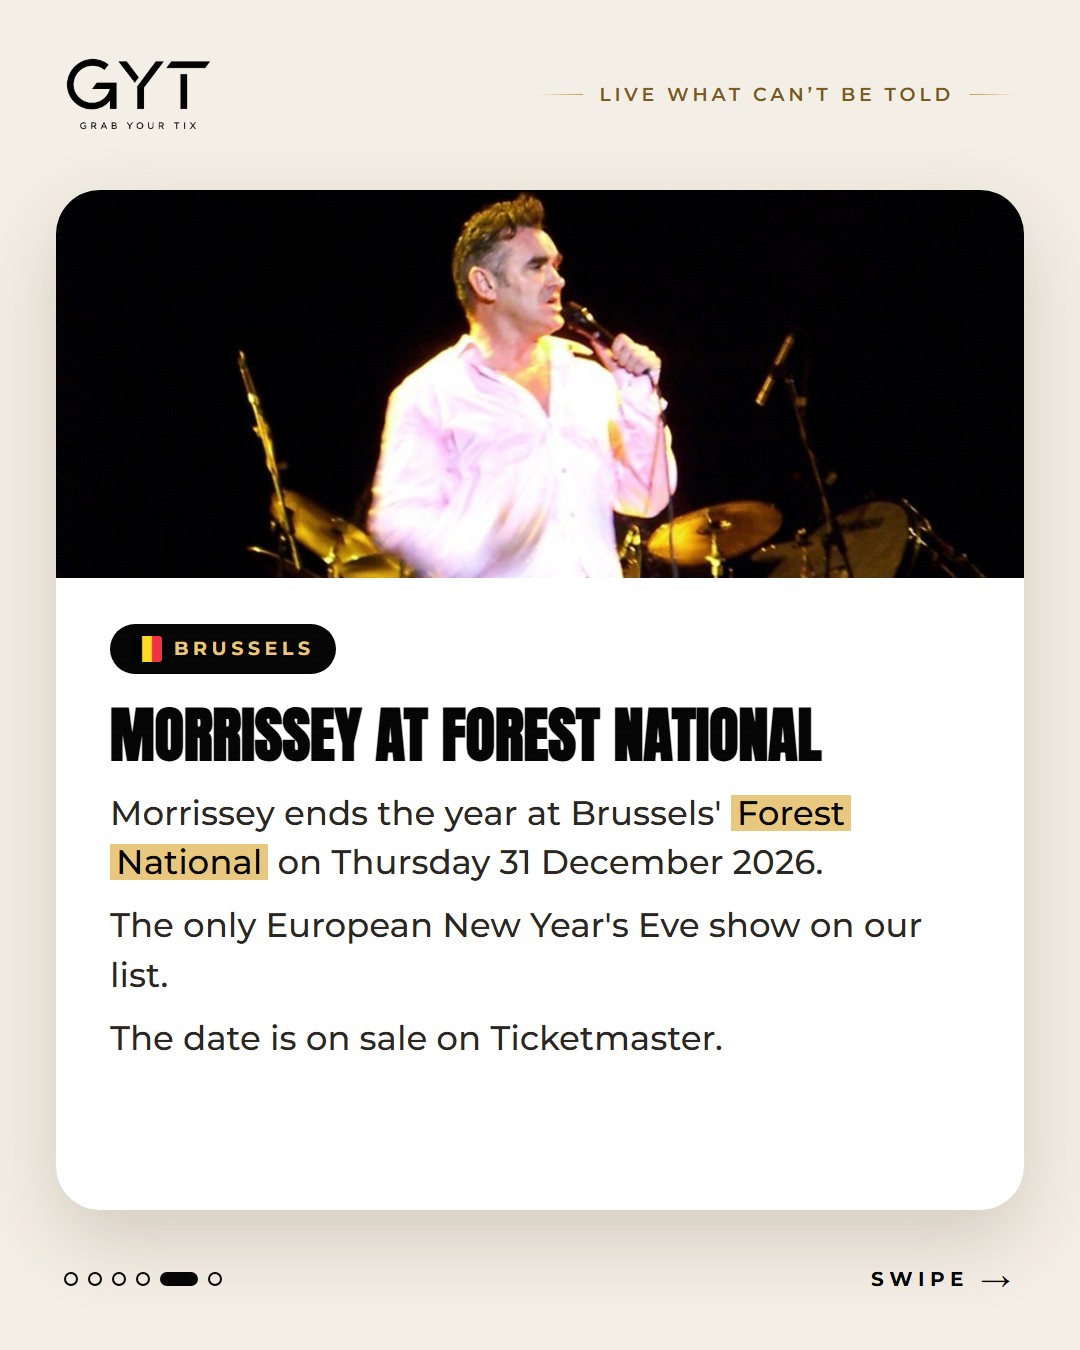 GYT
GRAB YOUR TIX
LIVE WHAT CAN’T BE TOLD
BRUSSELS
MORRISSEY AT FOREST NATIONAL
Morrissey ends the year at Brussels' Forest
National on Thursday 31 December 2026.
The only European New Year's Eve show on our
list.
The date is on sale on Ticketmaster.
SWIPE →